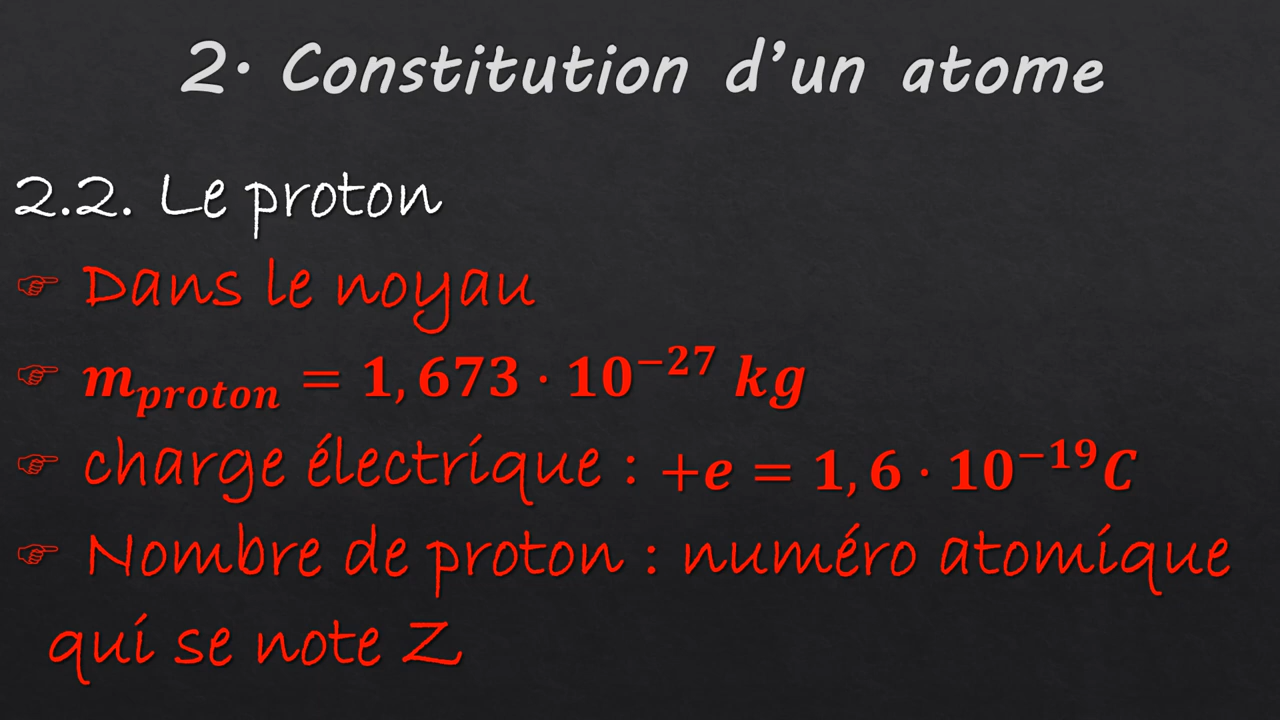 2. Constitution d'un atome
2.2. Le proton
☞ Dans le noyau
☞ m_proton = 1,673 · 10⁻²⁷ kg
☞ charge électrique : +e = 1,6 · 10⁻¹⁹C
☞ Nombre de proton : numéro atomique
qui se note Z